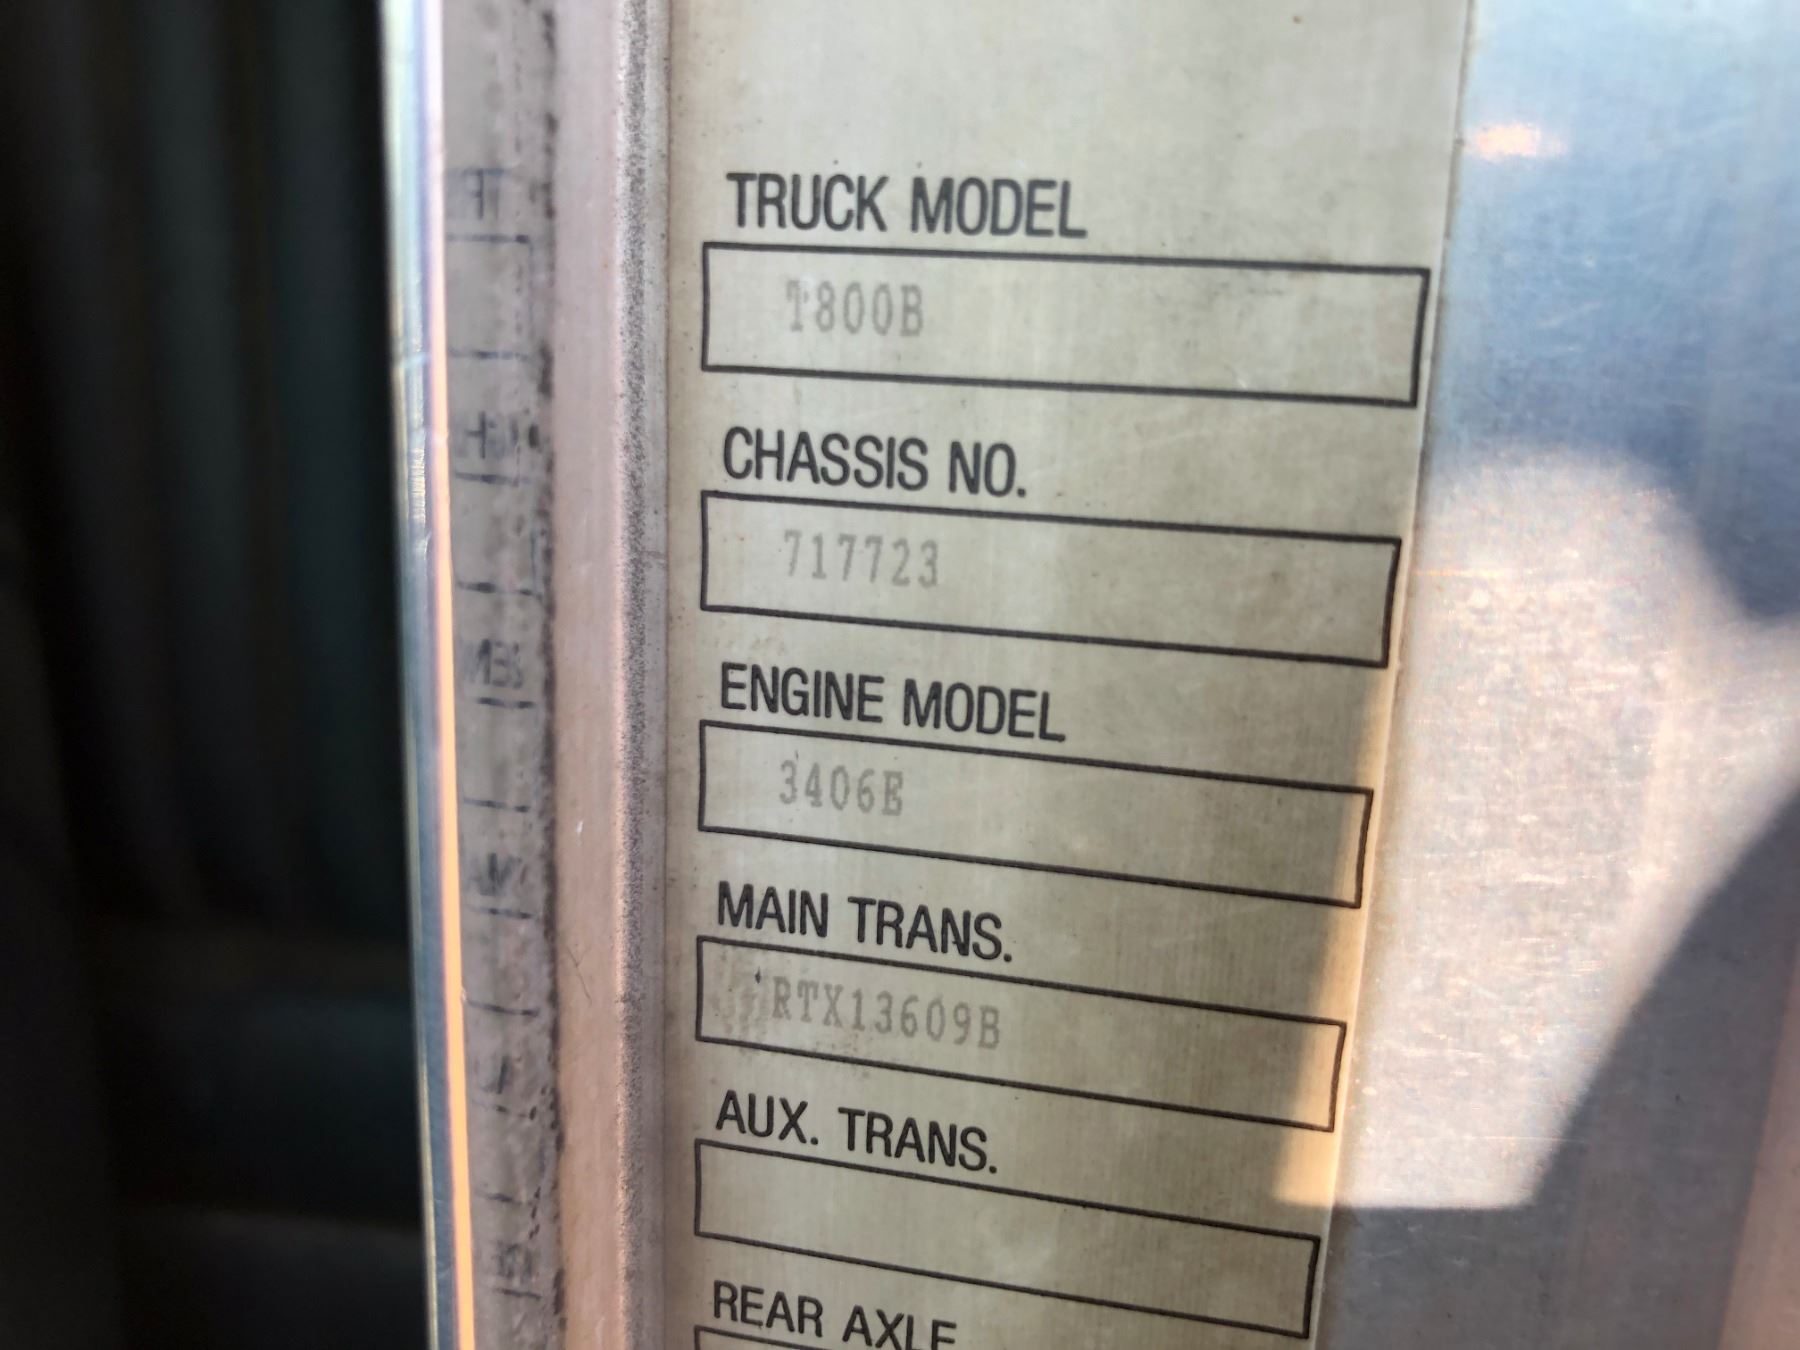 TRUCK MODEL
T800B
CHASSIS NO.
717723
ENGINE MODEL
3406E
MAIN TRANS.
RTX13609B
AUX. TRANS.
REAR AXLE